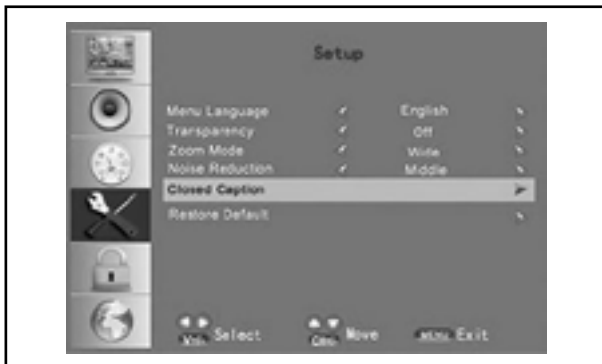 Setup
Menu Language English
Transparency Off
Zoom Mode Wide
Noise Reduction Middle
Closed Caption
Restore Default
Select Move MENU Exit